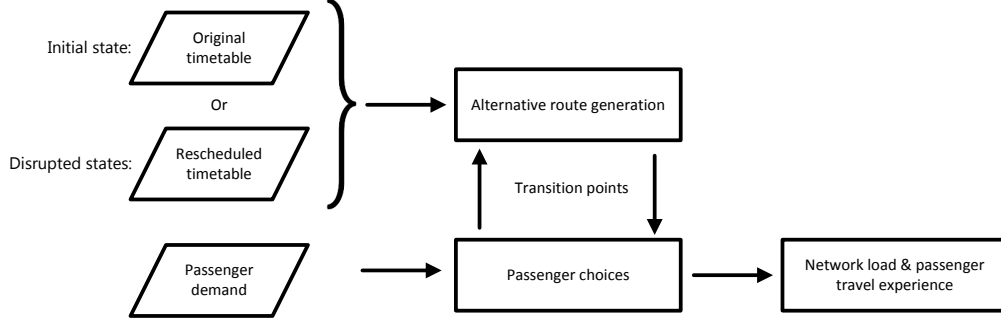 Initial state:
Original
timetable
Or
Disrupted states:
Rescheduled
timetable
Alternative route generation
Transition points
Passenger
demand
Passenger choices
Network load & passenger
travel experience